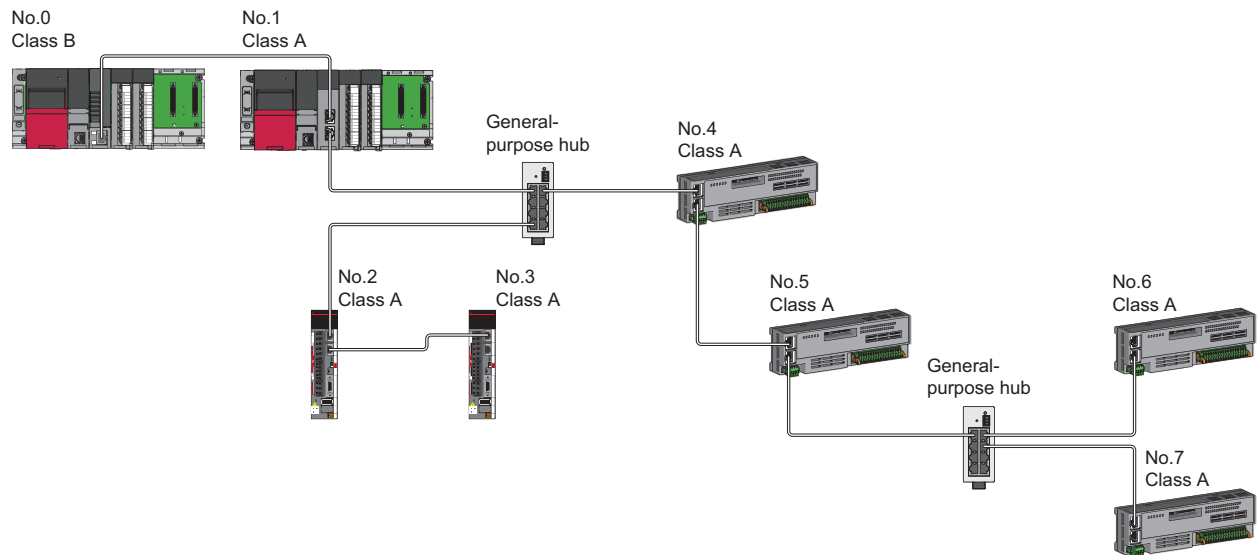 No.0
Class B
No.1
Class A
General-
purpose hub
No.4
Class A
No.2
Class A
No.3
Class A
No.5
Class A
No.6
Class A
General-
purpose hub
No.7
Class A